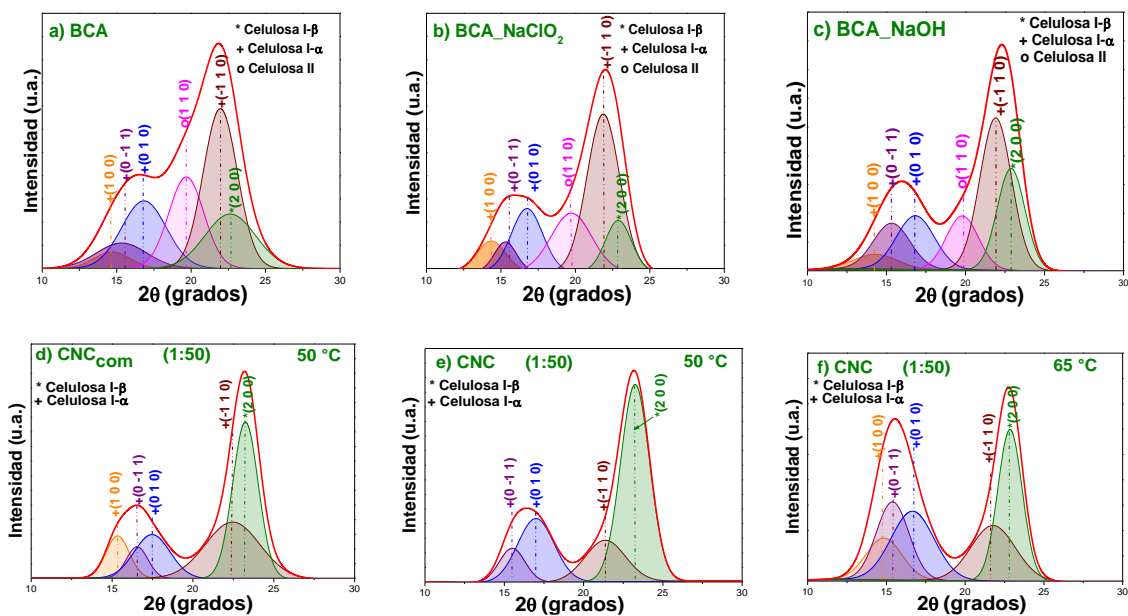 a) BCA
* Celulosa I-β
+ Celulosa I-α
o Celulosa II
+(1 0 0)
+(0 -1 1)
+(0 1 0)
o(1 1 0)
+(-1 1 0)
*(2 0 0)
Intensidad (u.a.)
10 15 20 25 30
2θ (grados)
b) BCA_NaClO2
* Celulosa I-β
+ Celulosa I-α
o Celulosa II
+(1 0 0)
+(0 -1 1)
+(0 1 0)
o(1 1 0)
+(-1 1 0)
*(2 0 0)
Intensidad (u.a.)
10 15 20 25 30
2θ (grados)
c) BCA_NaOH
* Celulosa I-β
+ Celulosa I-α
o Celulosa II
+(1 0 0)
+(0 -1 1)
+(0 1 0)
o(1 1 0)
+(-1 1 0)
*(2 0 0)
Intensidad (u.a.)
10 15 20 25 30
2θ (grados)
d) CNCcom (1:50) 50 °C
* Celulosa I-β
+ Celulosa I-α
+(1 0 0)
+(0 -1 1)
+(0 1 0)
+(-1 1 0)
*(2 0 0)
Intensidad (u.a.)
10 15 20 25 30
2θ (grados)
e) CNC (1:50) 50 °C
* Celulosa I-β
+ Celulosa I-α
+(0 -1 1)
+(0 1 0)
+(-1 1 0)
*(2 0 0)
Intensidad (u.a.)
10 15 20 25 30
2θ (grados)
f) CNC (1:50) 65 °C
* Celulosa I-β
+ Celulosa I-α
+(1 0 0)
+(0 -1 1)
+(0 1 0)
+(-1 1 0)
*(2 0 0)
Intensidad (u.a.)
10 15 20 25 30
2θ (grados)